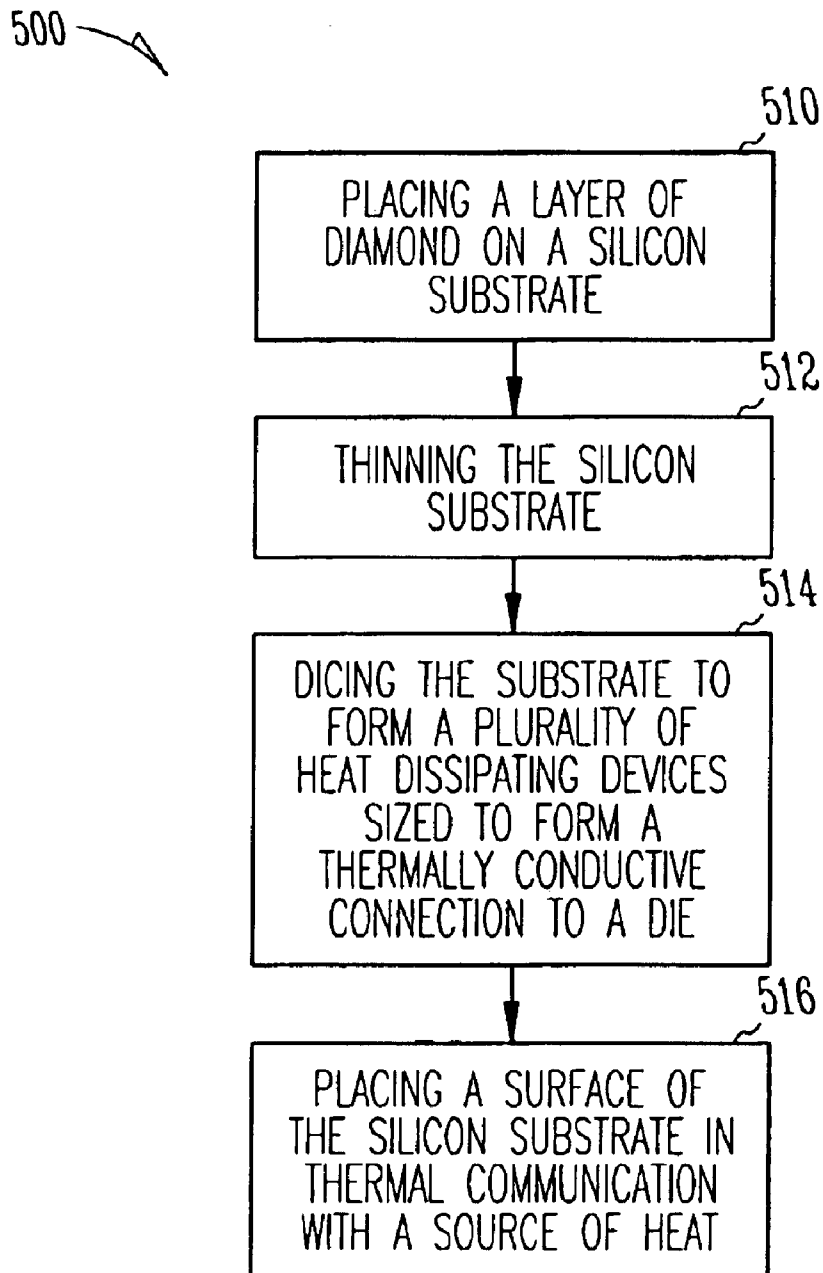 500
510
PLACING A LAYER OF
DIAMOND ON A SILICON
SUBSTRATE
512
THINNING THE SILICON
SUBSTRATE
514
DICING THE SUBSTRATE TO
FORM A PLURALITY OF
HEAT DISSIPATING DEVICES
SIZED TO FORM A
THERMALLY CONDUCTIVE
CONNECTION TO A DIE
516
PLACING A SURFACE OF
THE SILICON SUBSTRATE IN
THERMAL COMMUNICATION
WITH A SOURCE OF HEAT